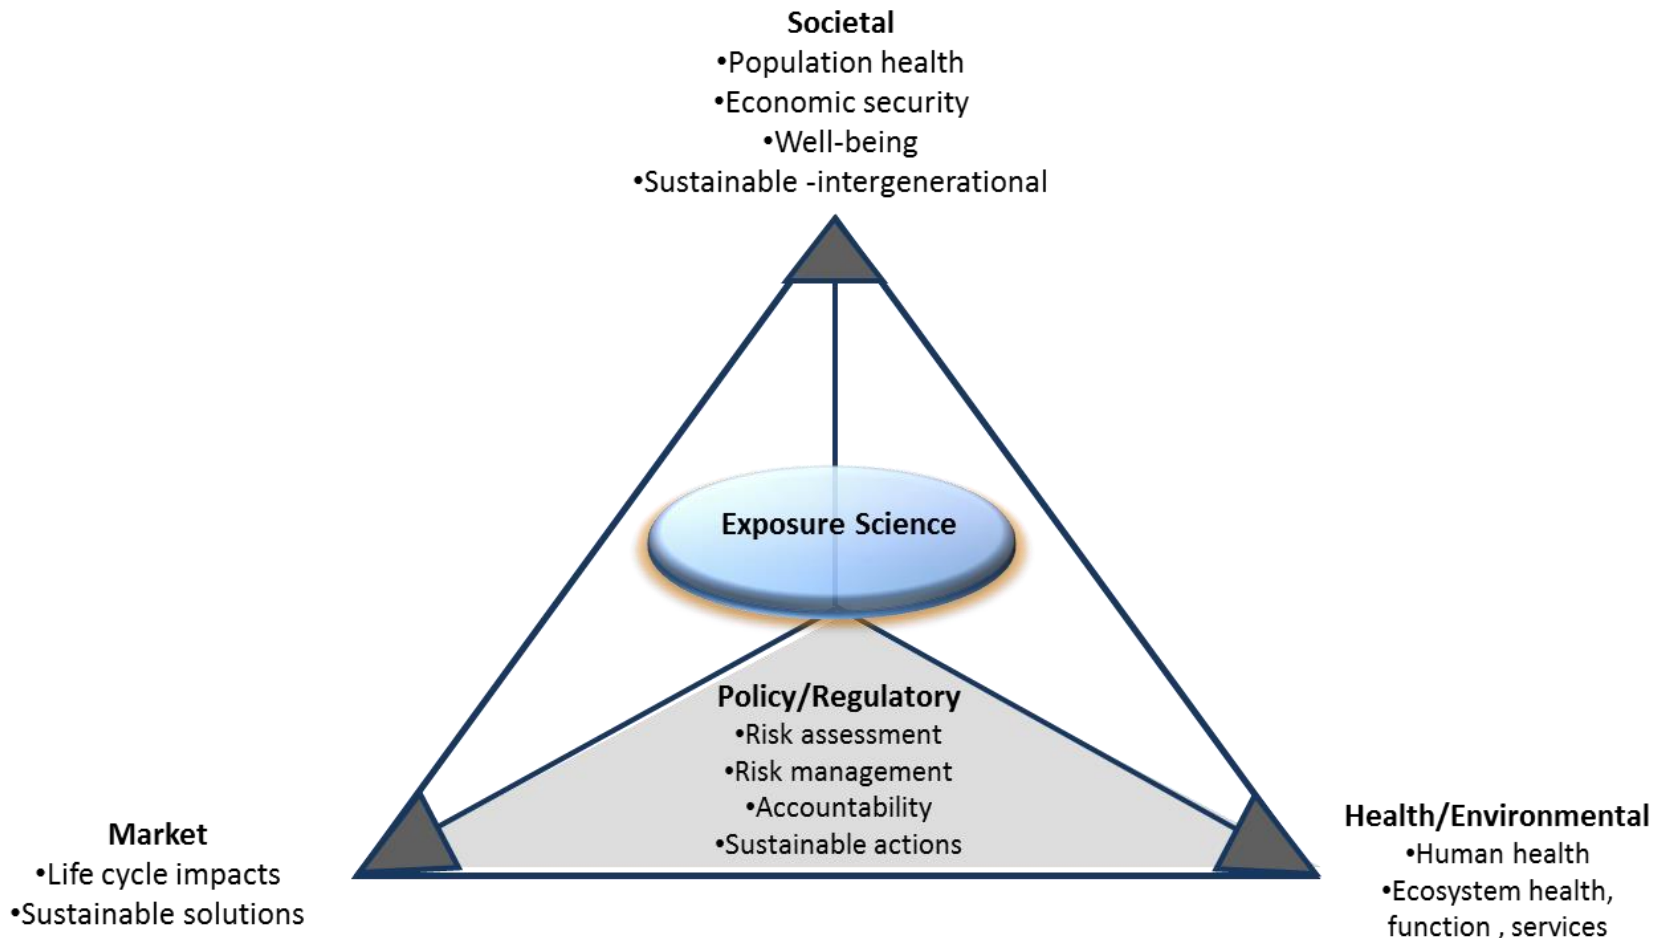 Societal
•Population health
•Economic security
•Well-being
•Sustainable -intergenerational
Exposure Science
Policy/Regulatory
•Risk assessment
•Risk management
•Accountability
•Sustainable actions
Market
•Life cycle impacts
•Sustainable solutions
Health/Environmental
•Human health
•Ecosystem health,
function , services